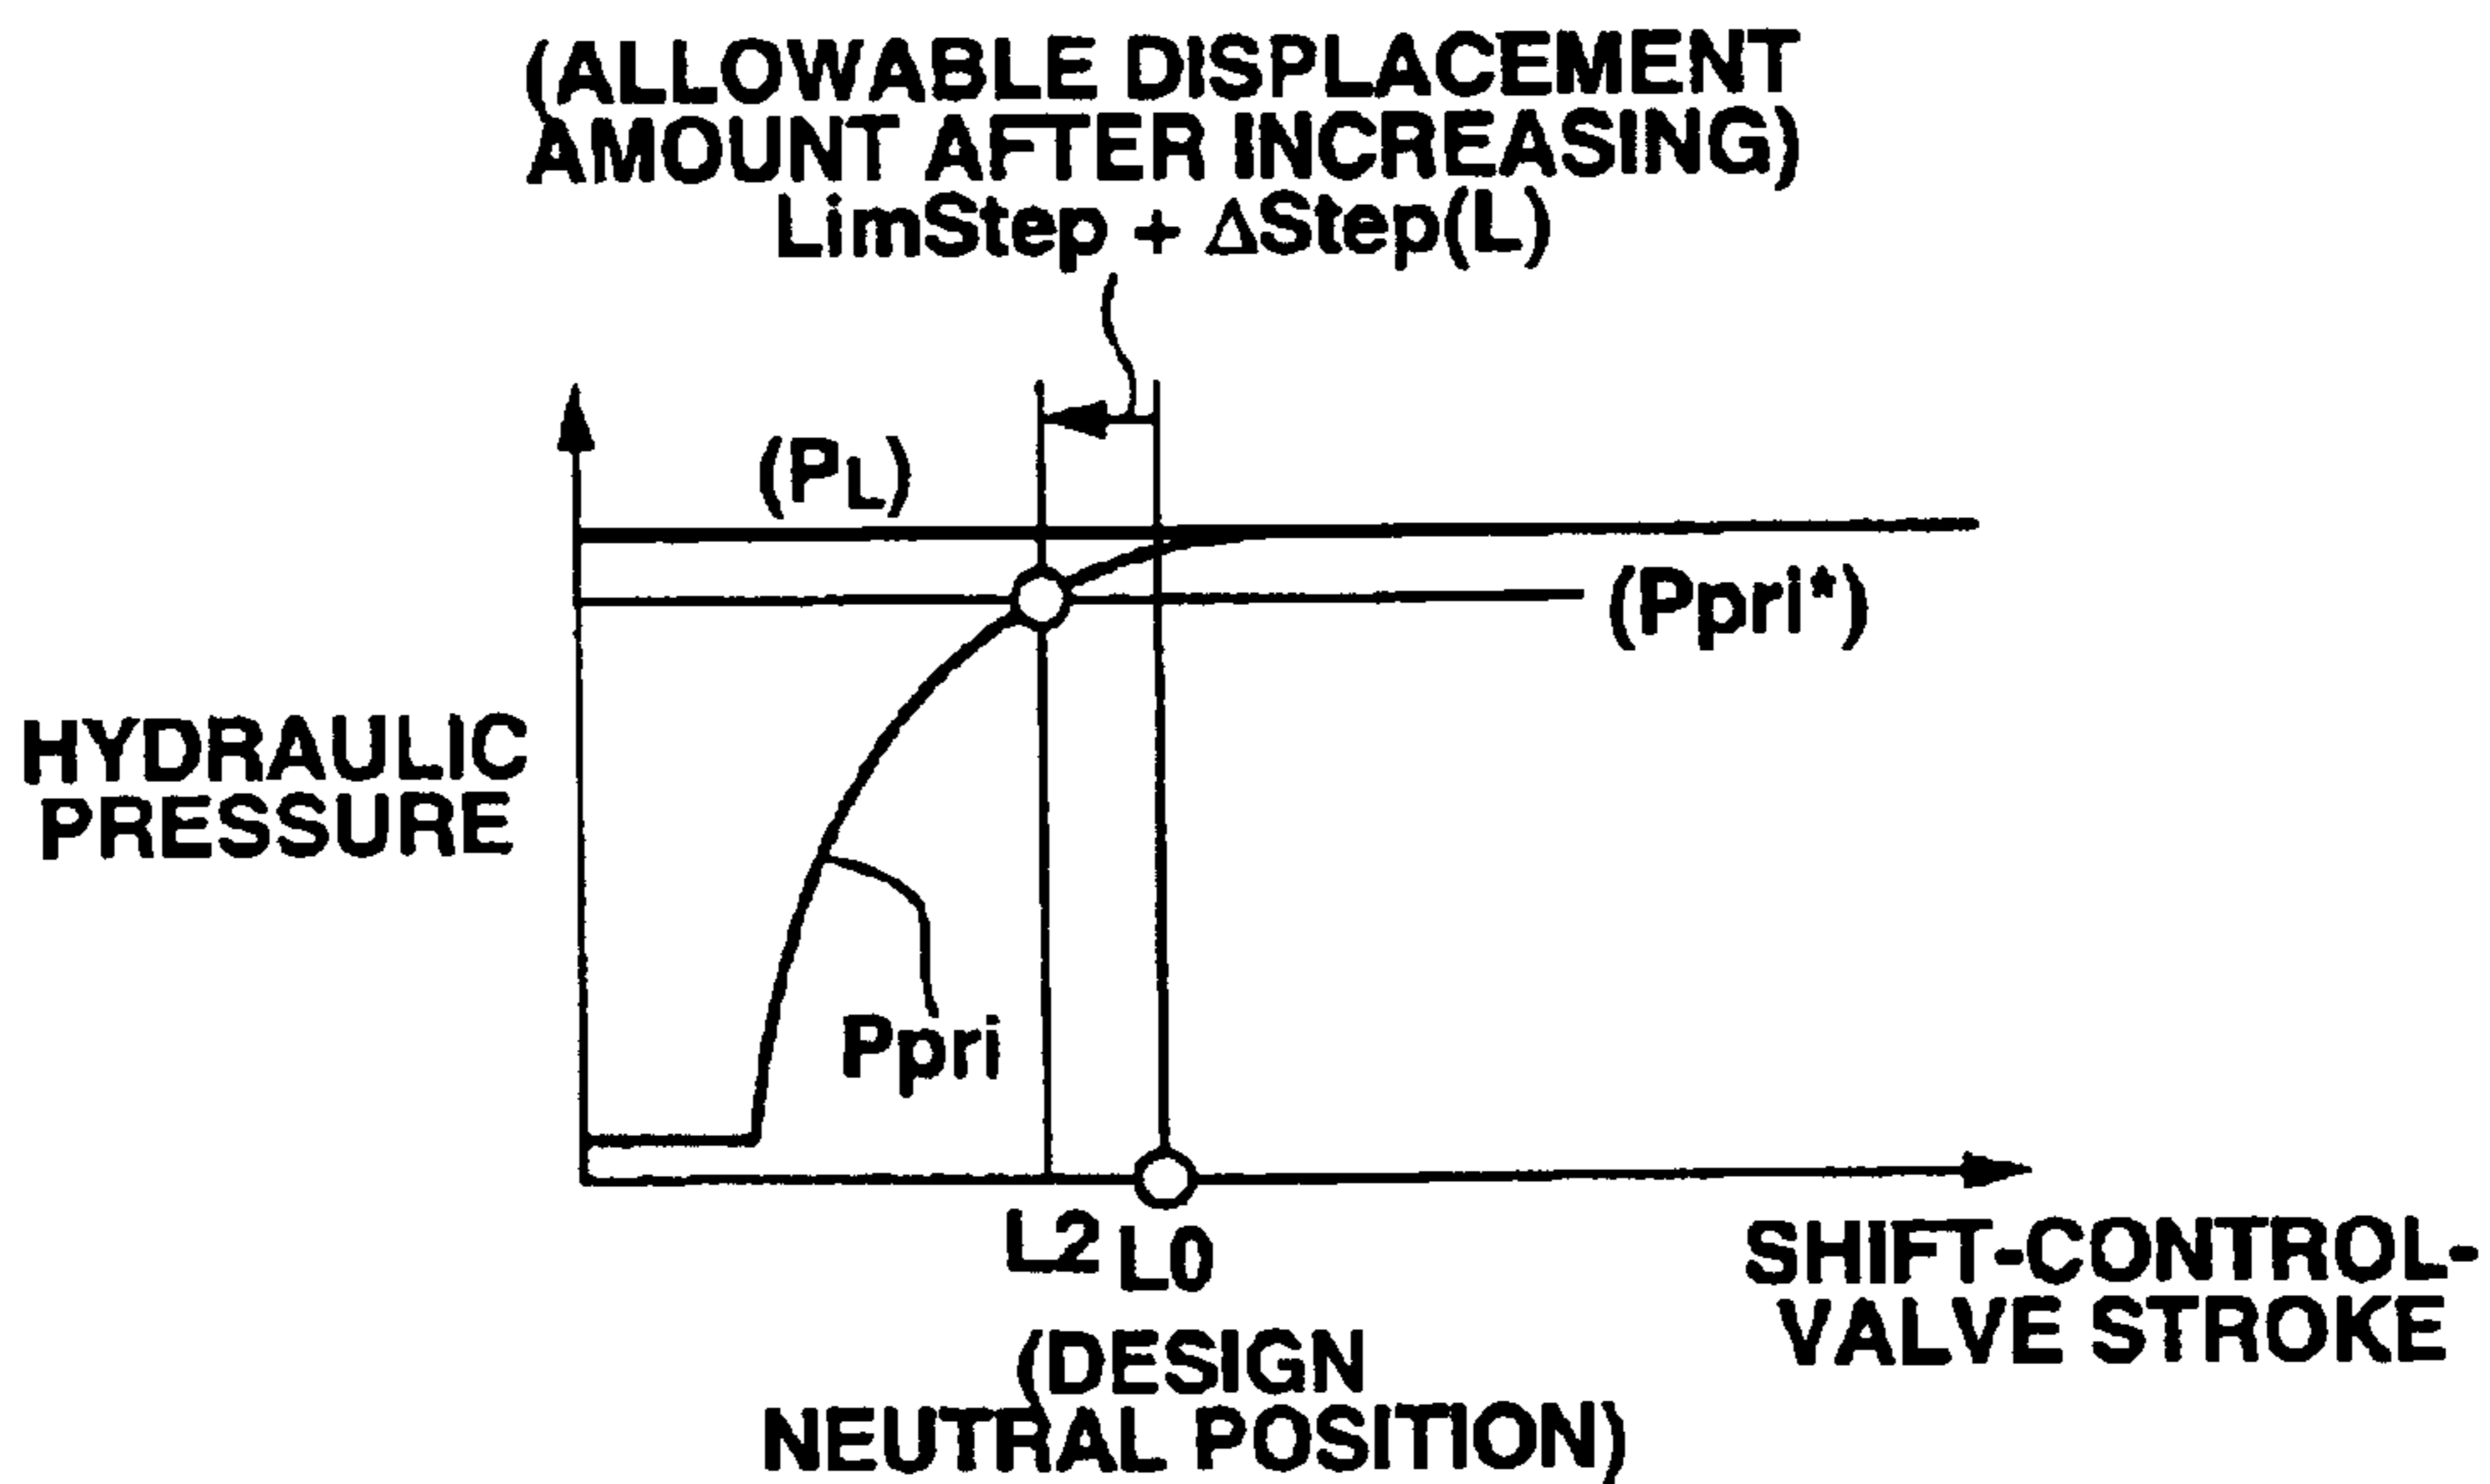 (ALLOWABLE DISPLACEMENT
AMOUNT AFTER INCREASING)
LimStep + ΔStep(L)
(PL)
(Ppri*)
HYDRAULIC
PRESSURE
Ppri
L2 L0
SHIFT-CONTROL-
VALVE STROKE
(DESIGN
NEUTRAL POSITION)